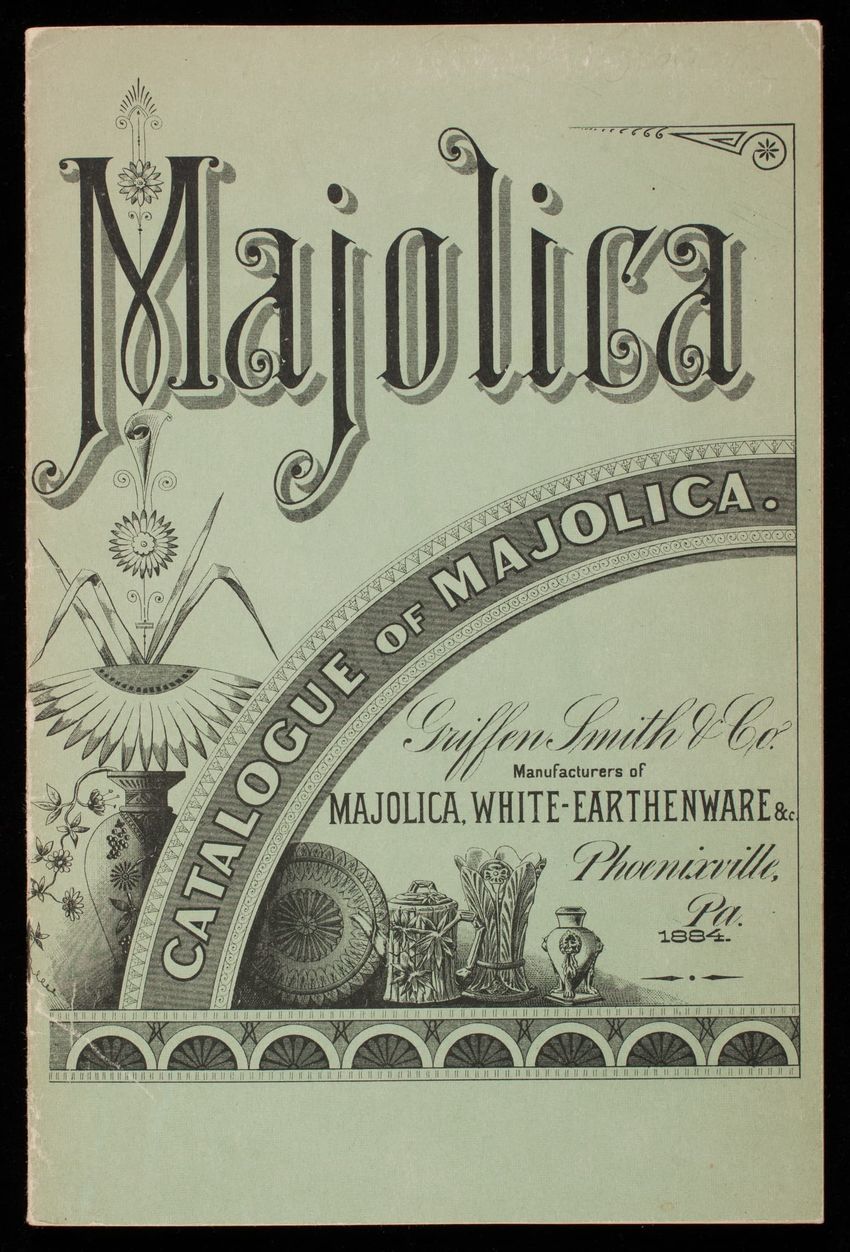 Majolica
CATALOGUE OF MAJOLICA.
Griffen Smith & Co.
Manufacturers of
MAJOLICA, WHITE-EARTHENWARE &c.
Phoenixville,
Pa.
1884.